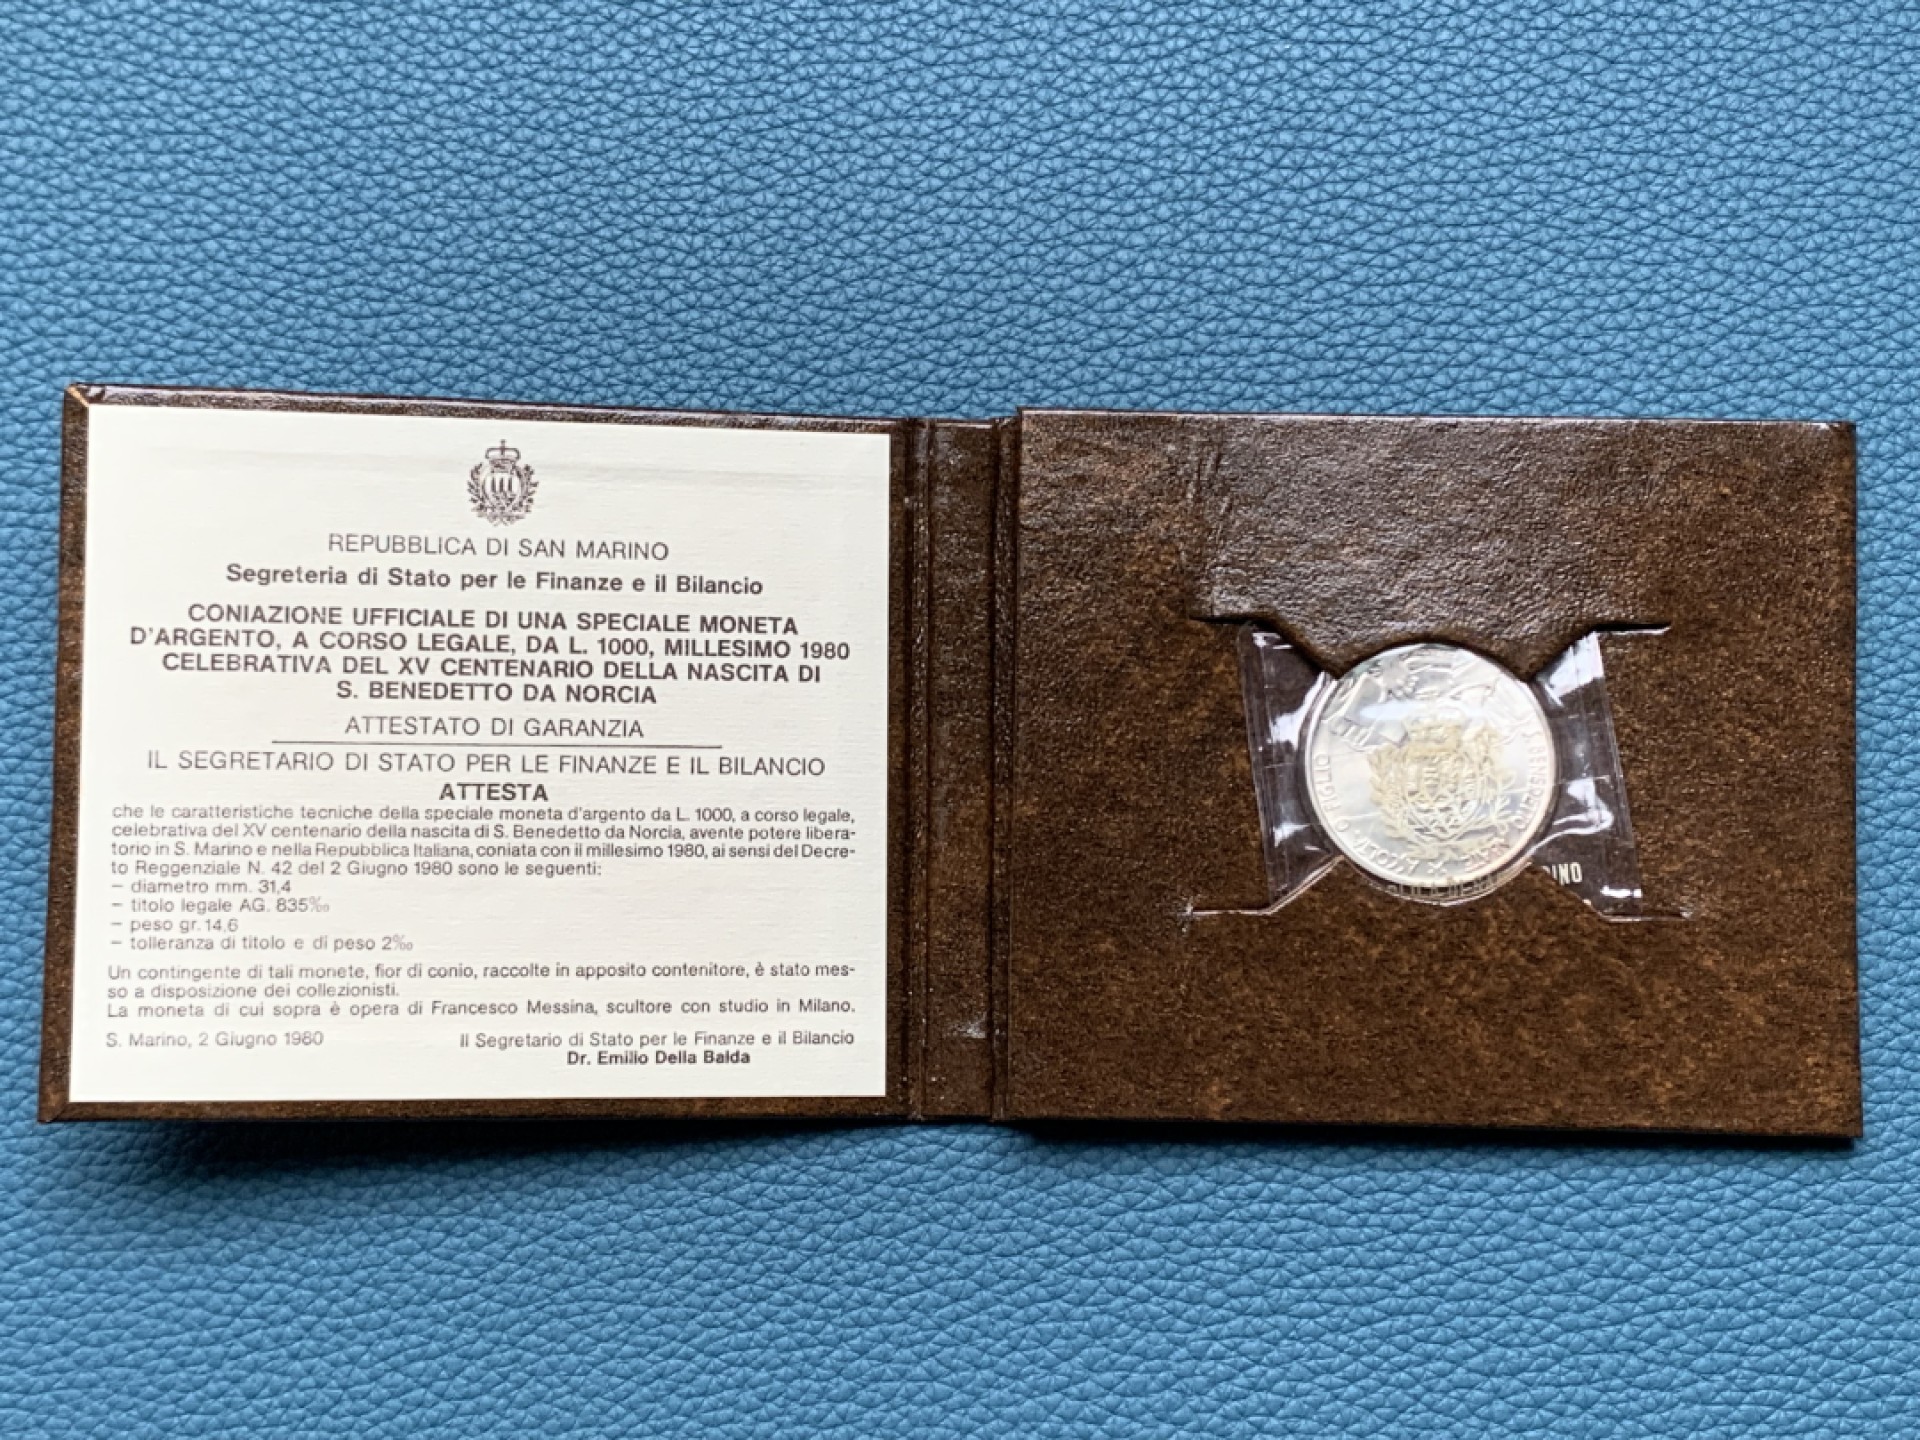 REPUBBLICA DI SAN MARINO
Segreteria di Stato per le Finanze e il Bilancio
CONIAZIONE UFFICIALE DI UNA SPECIALE MONETA
D'ARGENTO, A CORSO LEGALE, DA L. 1000, MILLESIMO 1980
CELEBRATIVA DEL XV CENTENARIO DELLA NASCITA DI
S. BENEDETTO DA NORCIA
ATTESTATO DI GARANZIA
IL SEGRETARIO DI STATO PER LE FINANZE E IL BILANCIO
ATTESTA
che le caratteristiche tecniche della speciale moneta d'argento da L. 1000, a corso legale,
celebrativa del XV centenario della nascita di S. Benedetto da Norcia, avente potere libera-
torio in S. Marino e nella Repubblica Italiana, coniata con il millesimo 1980, ai sensi del Decre-
to Reggenziale N. 42 del 2 Giugno 1980 sono le seguenti:
– diametro mm. 31,4
– titolo legale AG. 835‰
– peso gr. 14,6
– tolleranza di titolo e di peso 2‰
Un contingente di tali monete, fior di conio, raccolte in apposito contenitore, è stato mes-
so a disposizione dei collezionisti.
La moneta di cui sopra è opera di Francesco Messina, scultore con studio in Milano.
S. Marino, 2 Giugno 1980
Il Segretario di Stato per le Finanze e il Bilancio
Dr. Emilio Della Balda